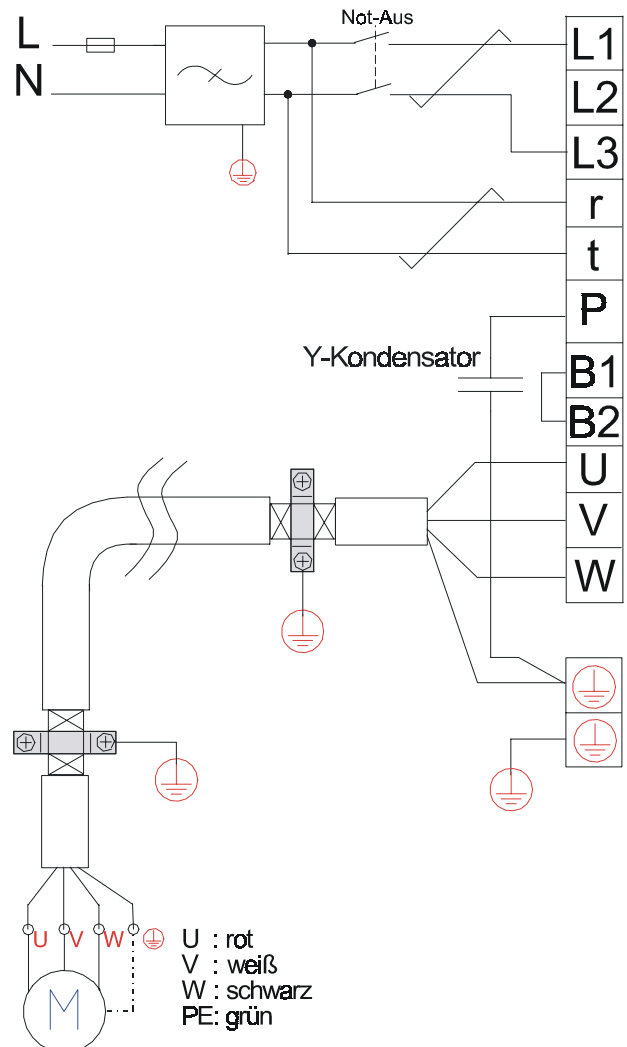 Not-Aus
L
N
L1
L2
L3
r
t
P
Y-Kondensator
B1
B2
U
V
W
U V W
M
U : rot
V : weiß
W : schwarz
PE: grün